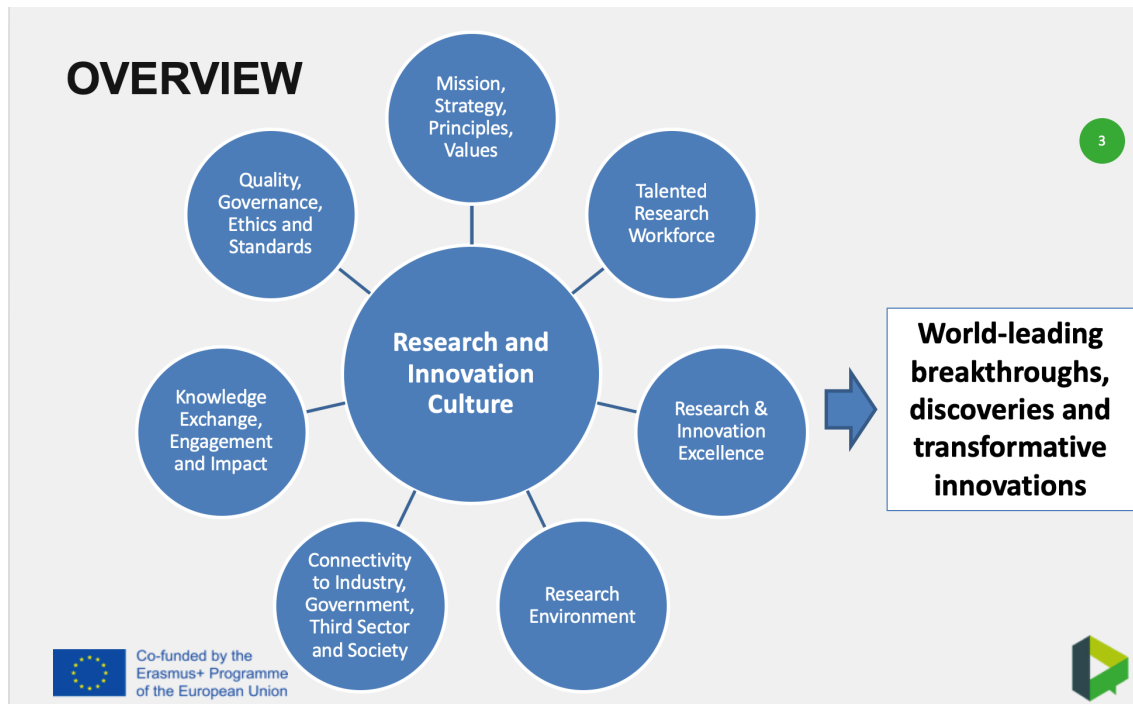 OVERVIEW
Mission,
Strategy,
Principles,
Values
3
Talented
Research
Workforce
Quality,
Governance,
Ethics and
Standards
Research and
Innovation
Culture
World-leading
breakthroughs,
discoveries and
transformative
innovations
Research &
Innovation
Excellence
Knowledge
Exchange,
Engagement
and Impact
Connectivity
to Industry,
Government,
Third Sector
and Society
Research
Environment
Co-funded by the
Erasmus+ Programme
of the European Union